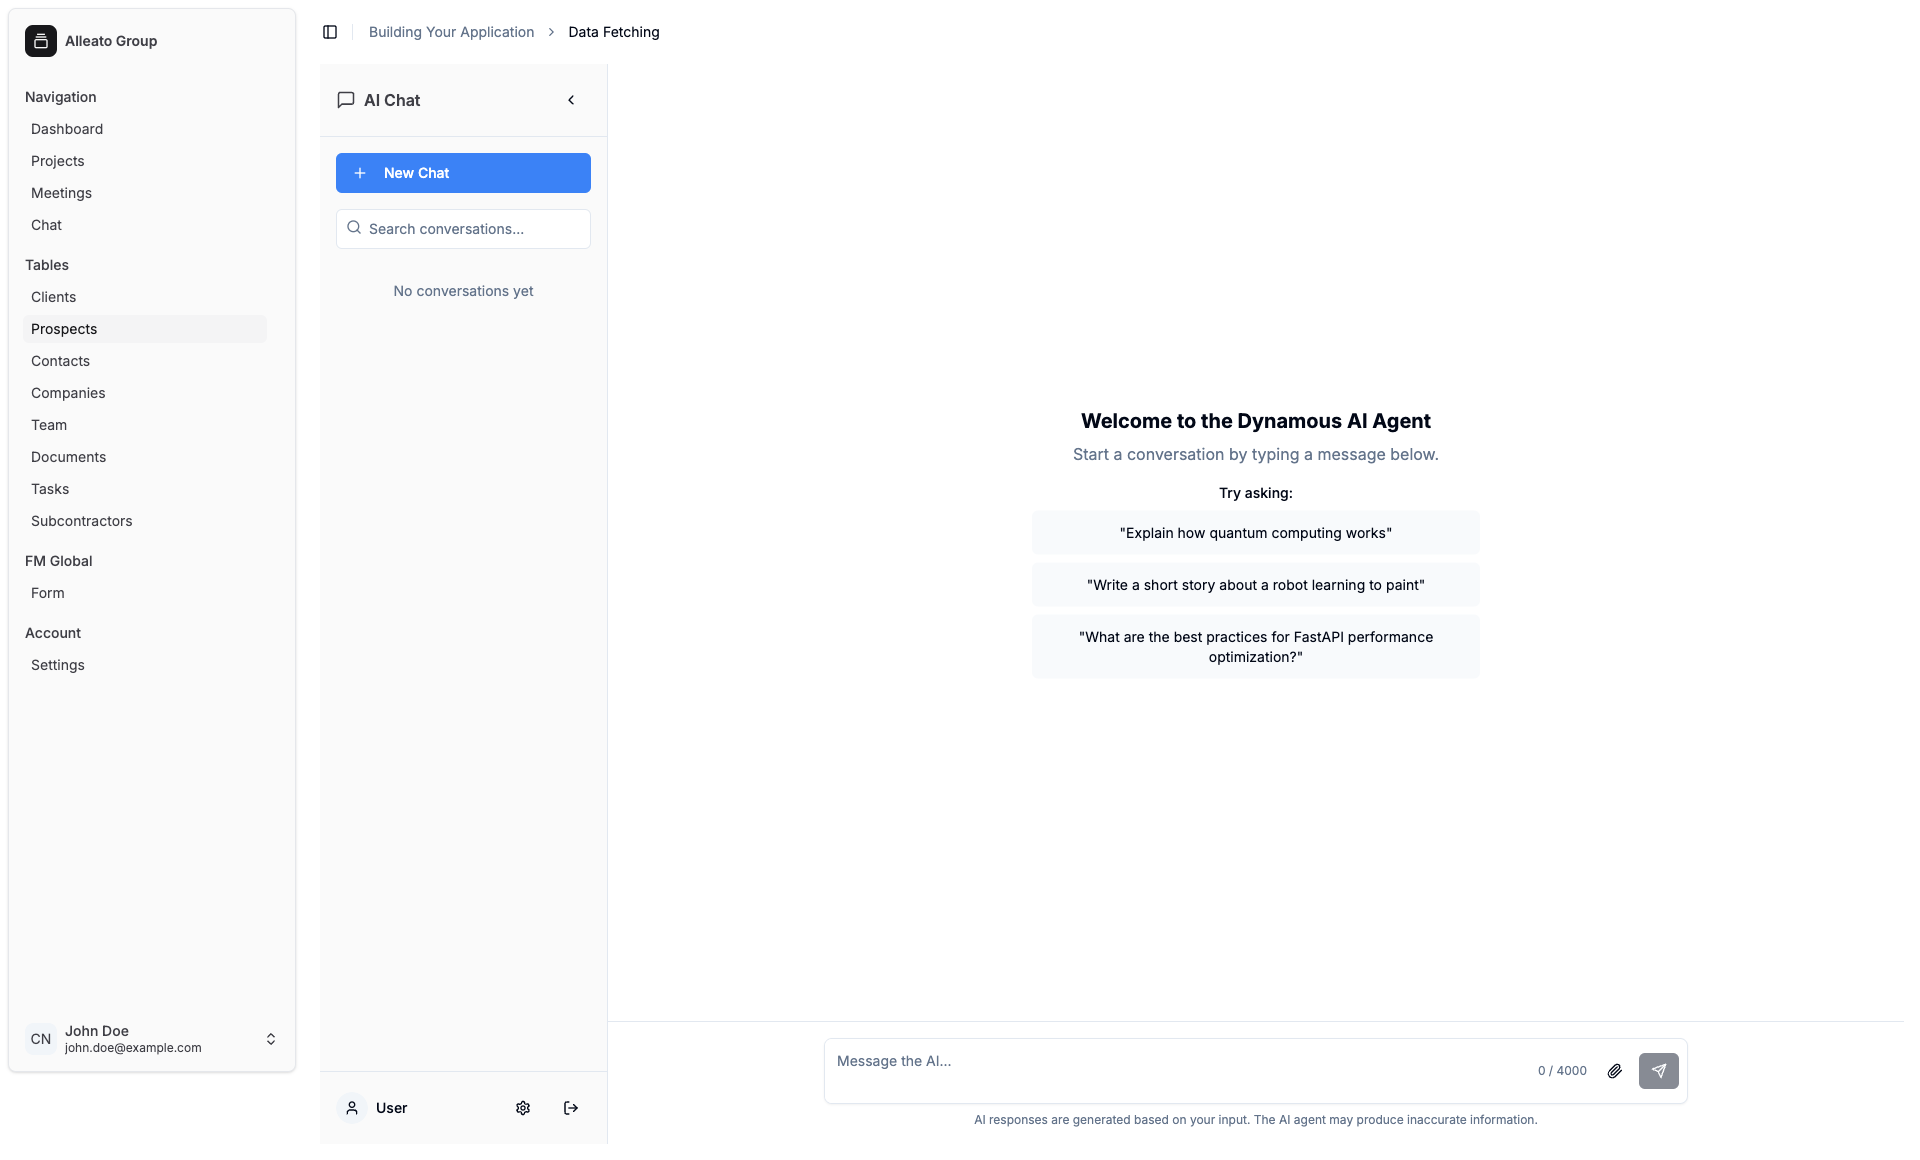 Alleato Group
Navigation
Dashboard
Projects
Meetings
Chat
Tables
Clients
Prospects
Contacts
Companies
Team
Documents
Tasks
Subcontractors
FM Global
Form
Account
Settings
CN
John Doe
john.doe@example.com
Building Your Application
Data Fetching
AI Chat
New Chat
Search conversations...
No conversations yet
User
Welcome to the Dynamous AI Agent
Start a conversation by typing a message below.
Try asking:
"Explain how quantum computing works"
"Write a short story about a robot learning to paint"
"What are the best practices for FastAPI performance
optimization?"
Message the AI...
0 / 4000
AI responses are generated based on your input. The AI agent may produce inaccurate information.